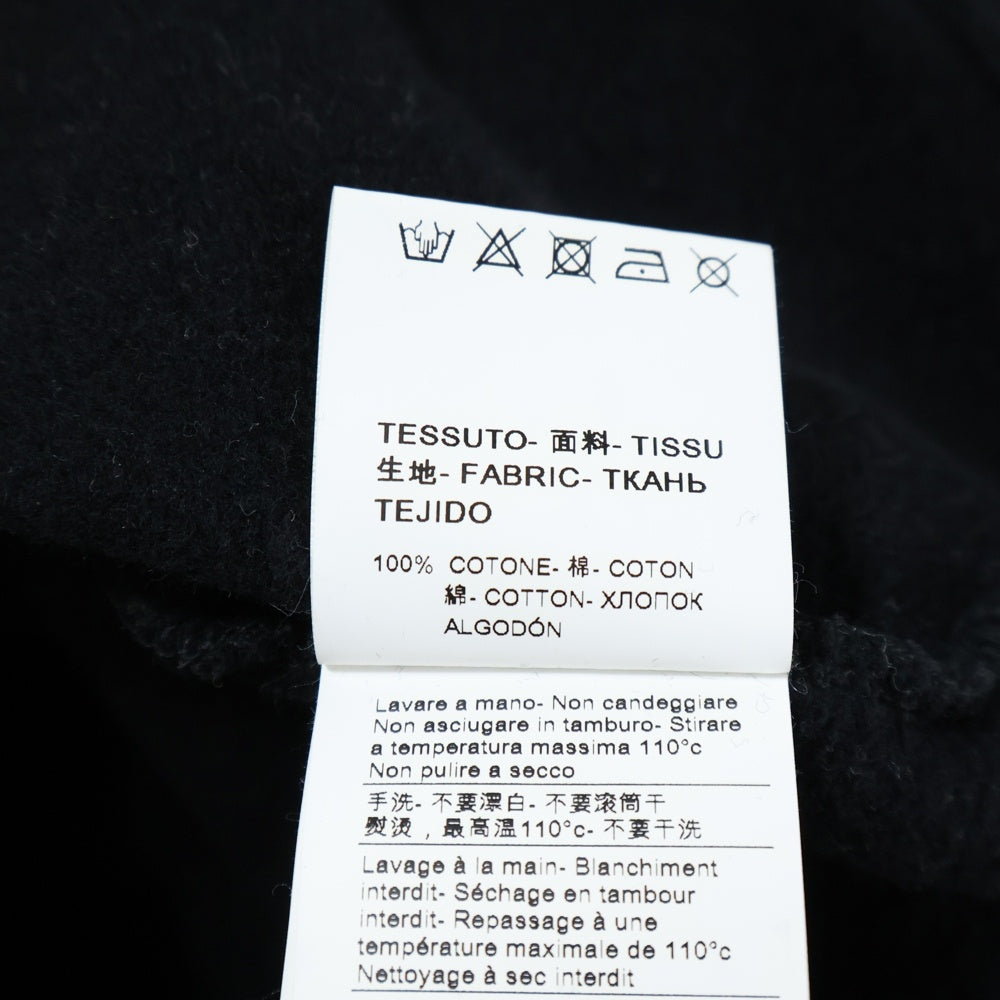 TESSUTO- 面料- TISSU
生地- FABRIC- ТКАНЬ
TEJIDO
100% COTONE- 棉- COTON
綿- COTTON- ХЛОПОК
ALGODÓN
Lavare a mano- Non candeggiare
Non asciugare in tamburo- Stirare
a temperatura massima 110°c
Non pulire a secco
手洗- 不要漂白- 不要滚筒干
熨烫，最高温110°c- 不要干洗
Lavage à la main- Blanchiment
interdit- Séchage en tambour
interdit- Repassage à une
température maximale de 110°c
Nettoyage à sec interdit